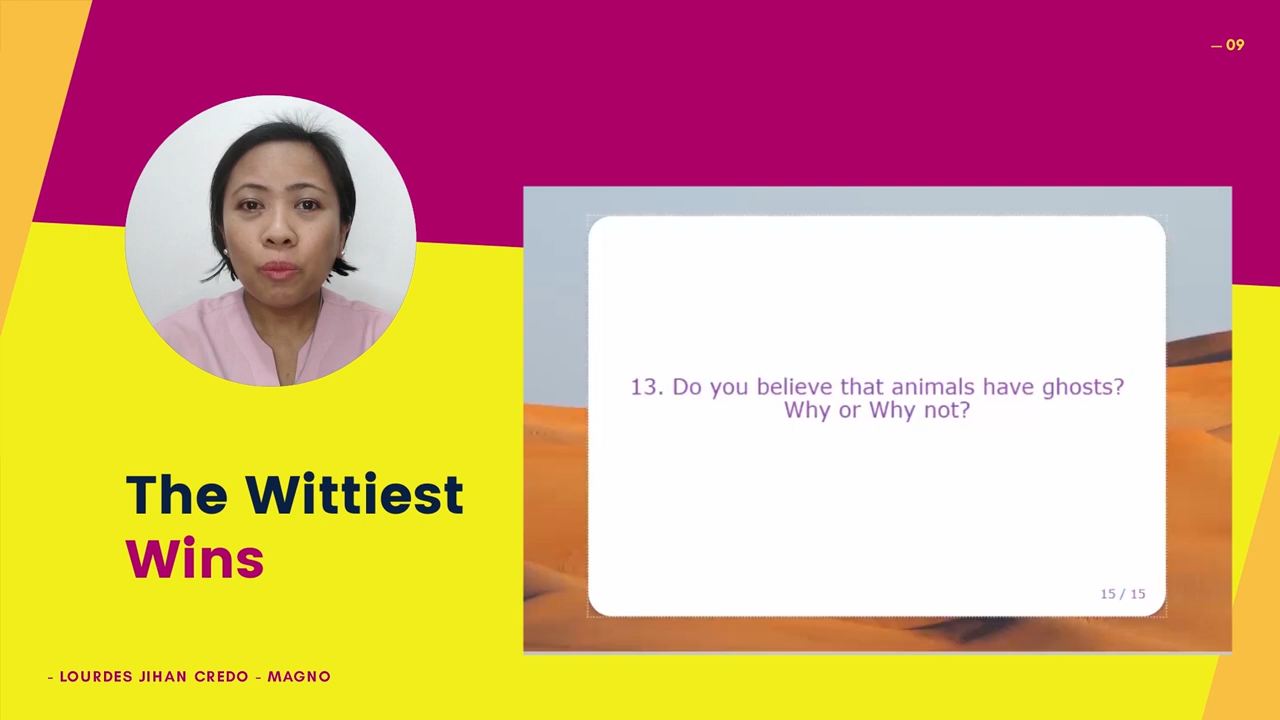 — 09
13. Do you believe that animals have ghosts?
Why or Why not?
15 / 15
The Wittiest
Wins
- LOURDES JIHAN CREDO - MAGNO